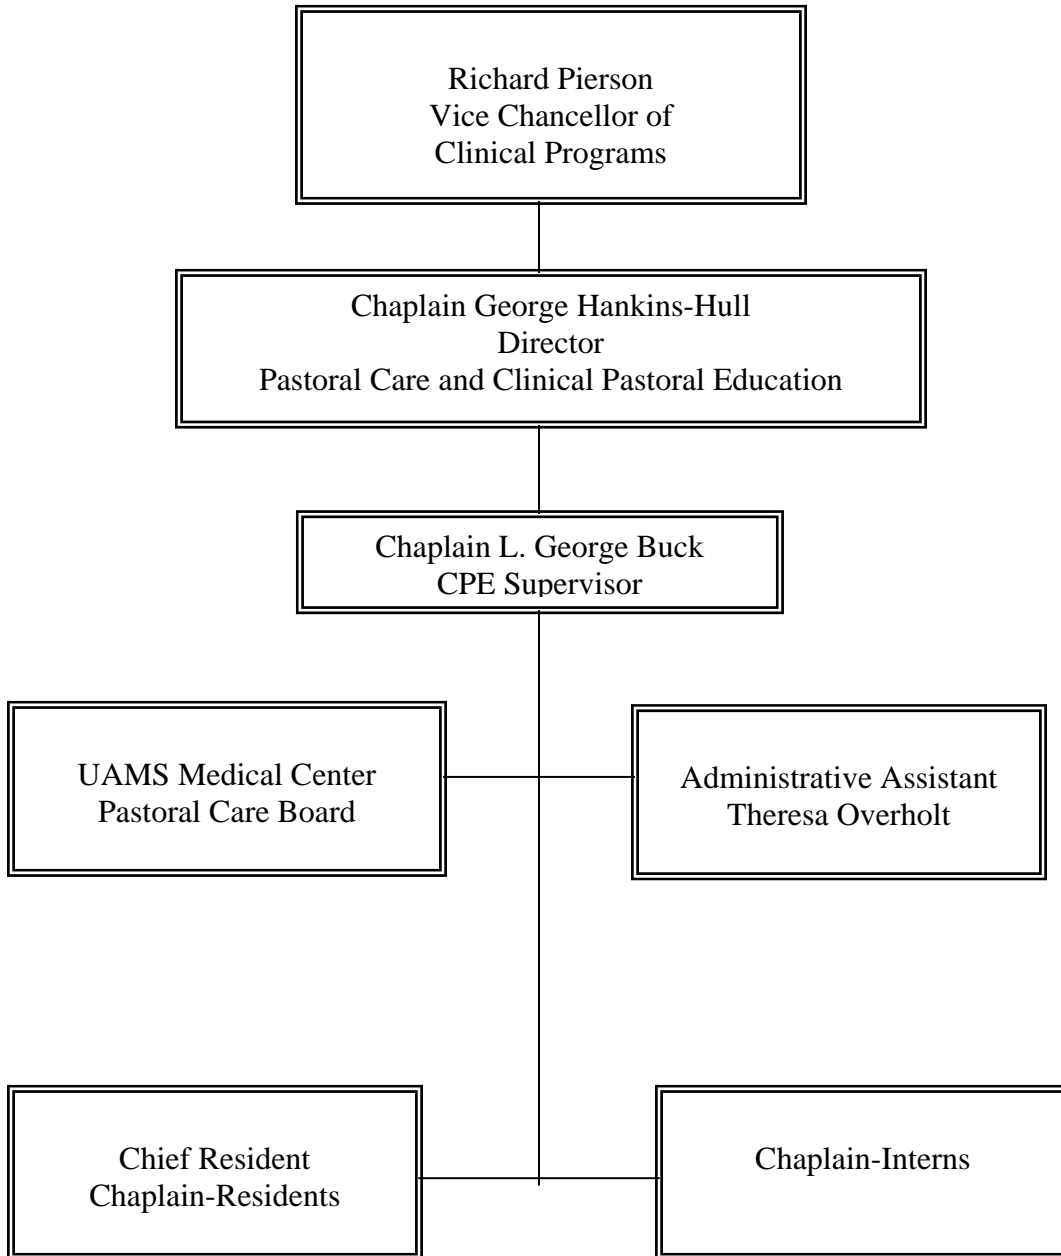 Richard Pierson
Vice Chancellor of
Clinical Programs
Chaplain George Hankins-Hull
Director
Pastoral Care and Clinical Pastoral Education
Chaplain L. George Buck
CPE Supervisor
UAMS Medical Center
Pastoral Care Board
Administrative Assistant
Theresa Overholt
Chief Resident
Chaplain-Residents
Chaplain-Interns